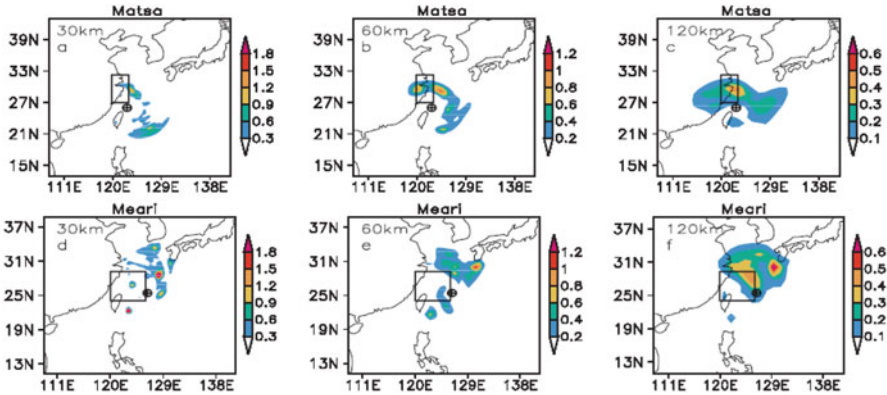 Matsa
a 30km
39N
33N
27N
21N
15N
111E 120E 129E 138E
1.8
1.5
1.2
0.9
0.6
0.3
Matsa
b 60km
39N
33N
27N
21N
15N
111E 120E 129E 138E
1.2
1
0.8
0.6
0.4
0.2
Matsa
c 120km
39N
33N
27N
21N
15N
111E 120E 129E 138E
0.6
0.5
0.4
0.3
0.2
0.1
Meari
d 30km
37N
31N
25N
19N
13N
111E 120E 129E 138E
1.8
1.5
1.2
0.9
0.6
0.3
Meari
e 60km
37N
31N
25N
19N
13N
111E 120E 129E 138E
1.2
1
0.8
0.6
0.4
0.2
Meri
f 120km
37N
31N
25N
19N
13N
111E 120E 129E 138E
0.6
0.5
0.4
0.3
0.2
0.1